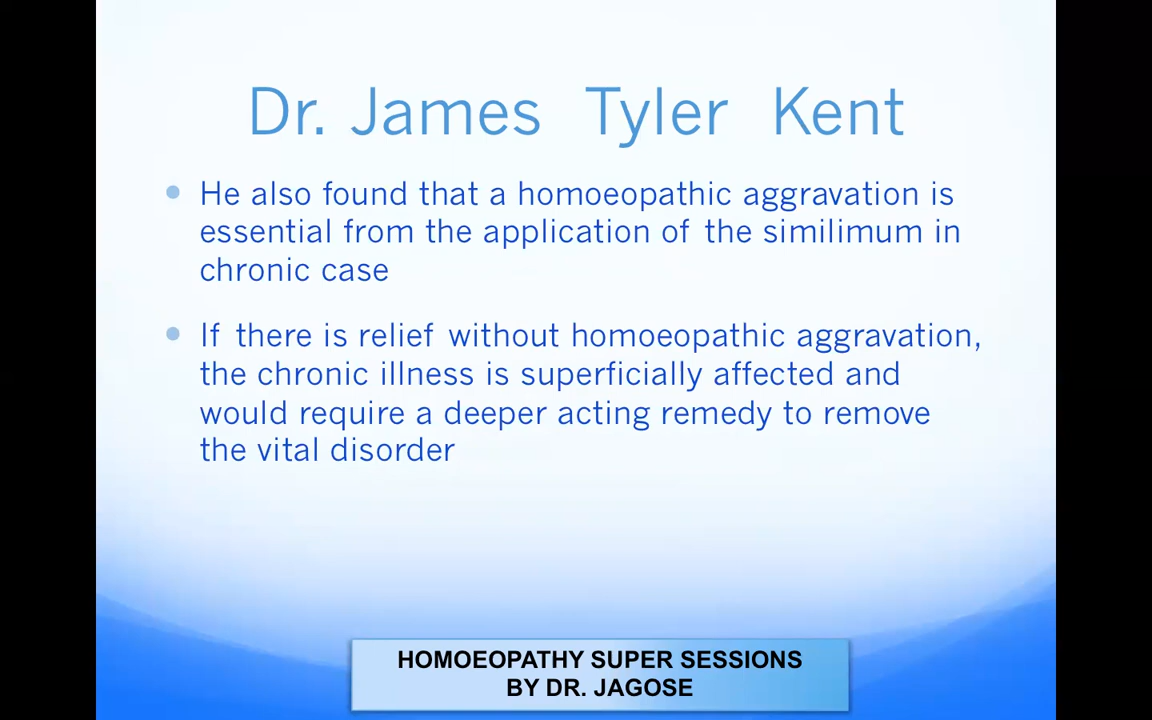 Dr. James Tyler Kent
• He also found that a homoeopathic aggravation is
essential from the application of the similimum in
chronic case
• If there is relief without homoeopathic aggravation,
the chronic illness is superficially affected and
would require a deeper acting remedy to remove
the vital disorder
HOMOEOPATHY SUPER SESSIONS
BY DR. JAGOSE